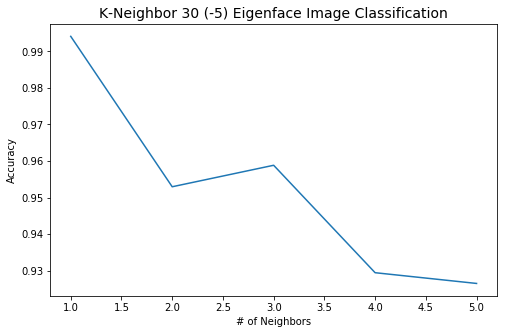 K-Neighbor 30 (-5) Eigenface Image Classification
Accuracy
0.99
0.98
0.97
0.96
0.95
0.94
0.93
1.0 1.5 2.0 2.5 3.0 3.5 4.0 4.5 5.0
# of Neighbors